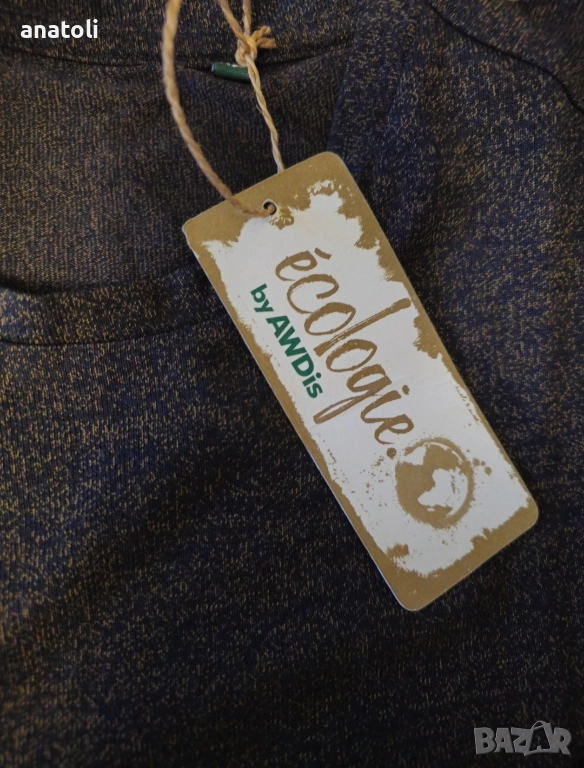 anatoli
écologie.
by AWDis
BAZAR